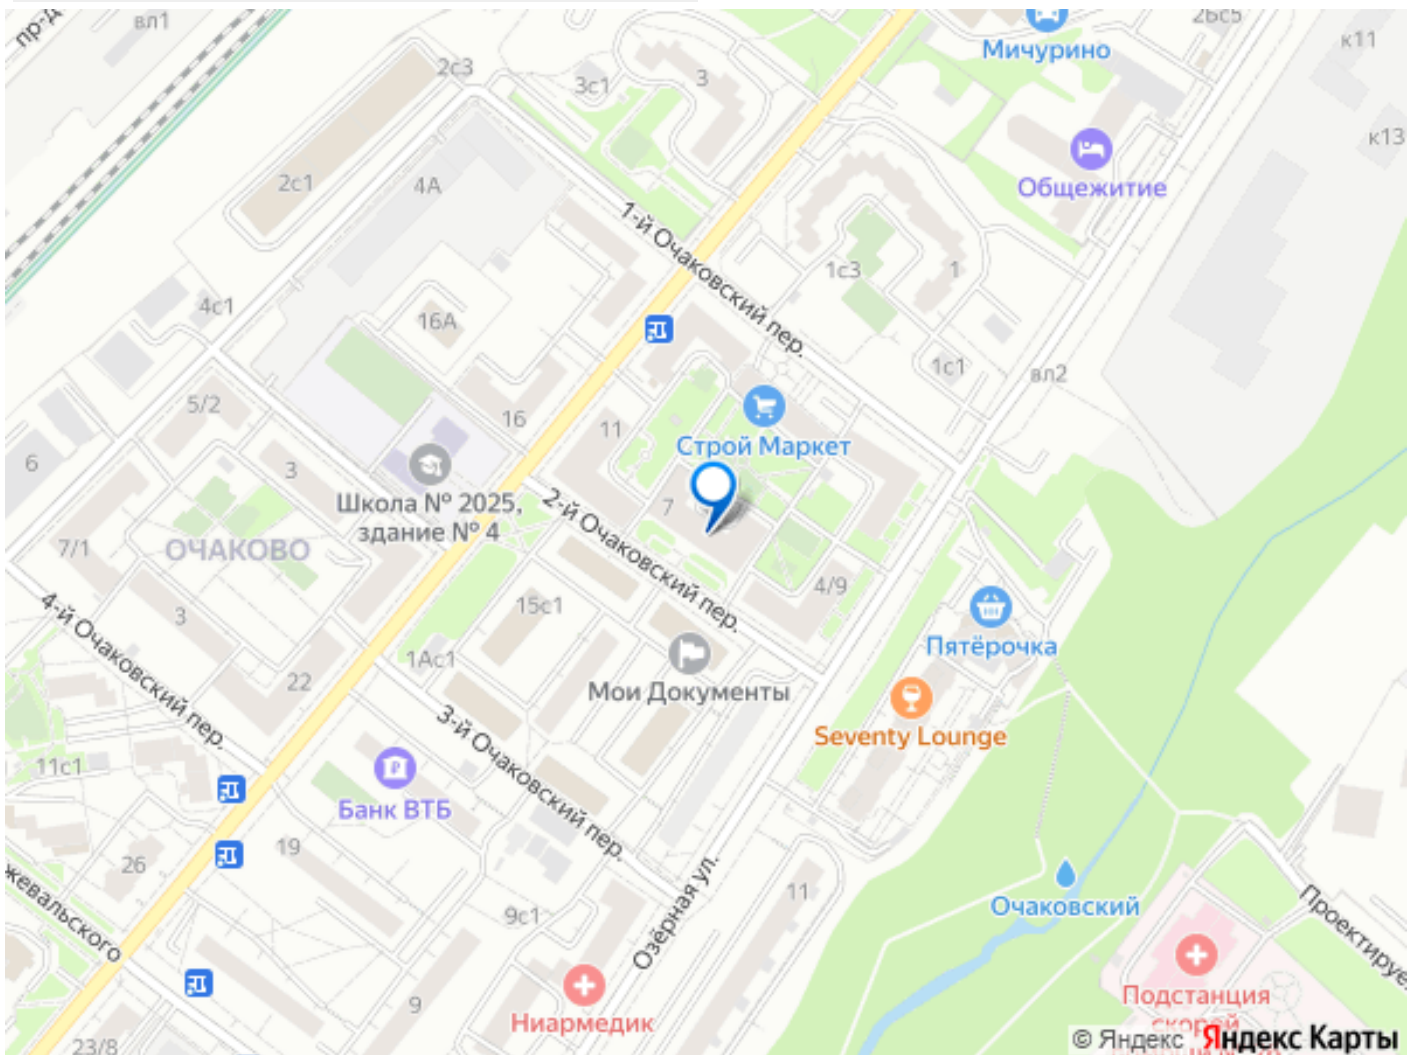 пр-д
вл1
2с3
3с1
3
Мичурино
2Бс5
к11
к13
2с1
4А
Общежитие
1-й Очаковский пер.
1с3
1
4с1
16А
1с1
вл2
5/2
16
11
Строй Маркет
6
3
Школа № 2025,
здание № 4
7
2-й Очаковский пер.
7/1
ОЧАКОВО
4/9
15с1
3
4-й Очаковский пер.
Пятёрочка
1Ас1
Мои Документы
22
3-й Очаковский пер.
Seventy Lounge
11с1
Банк ВТБ
19
26
11
Озёрная ул.
Очаковский
жевальского
9с1
Проектируе
9
Ниармедик
Подстанция
скорой
23/8
© Яндекс Яндекс Карты